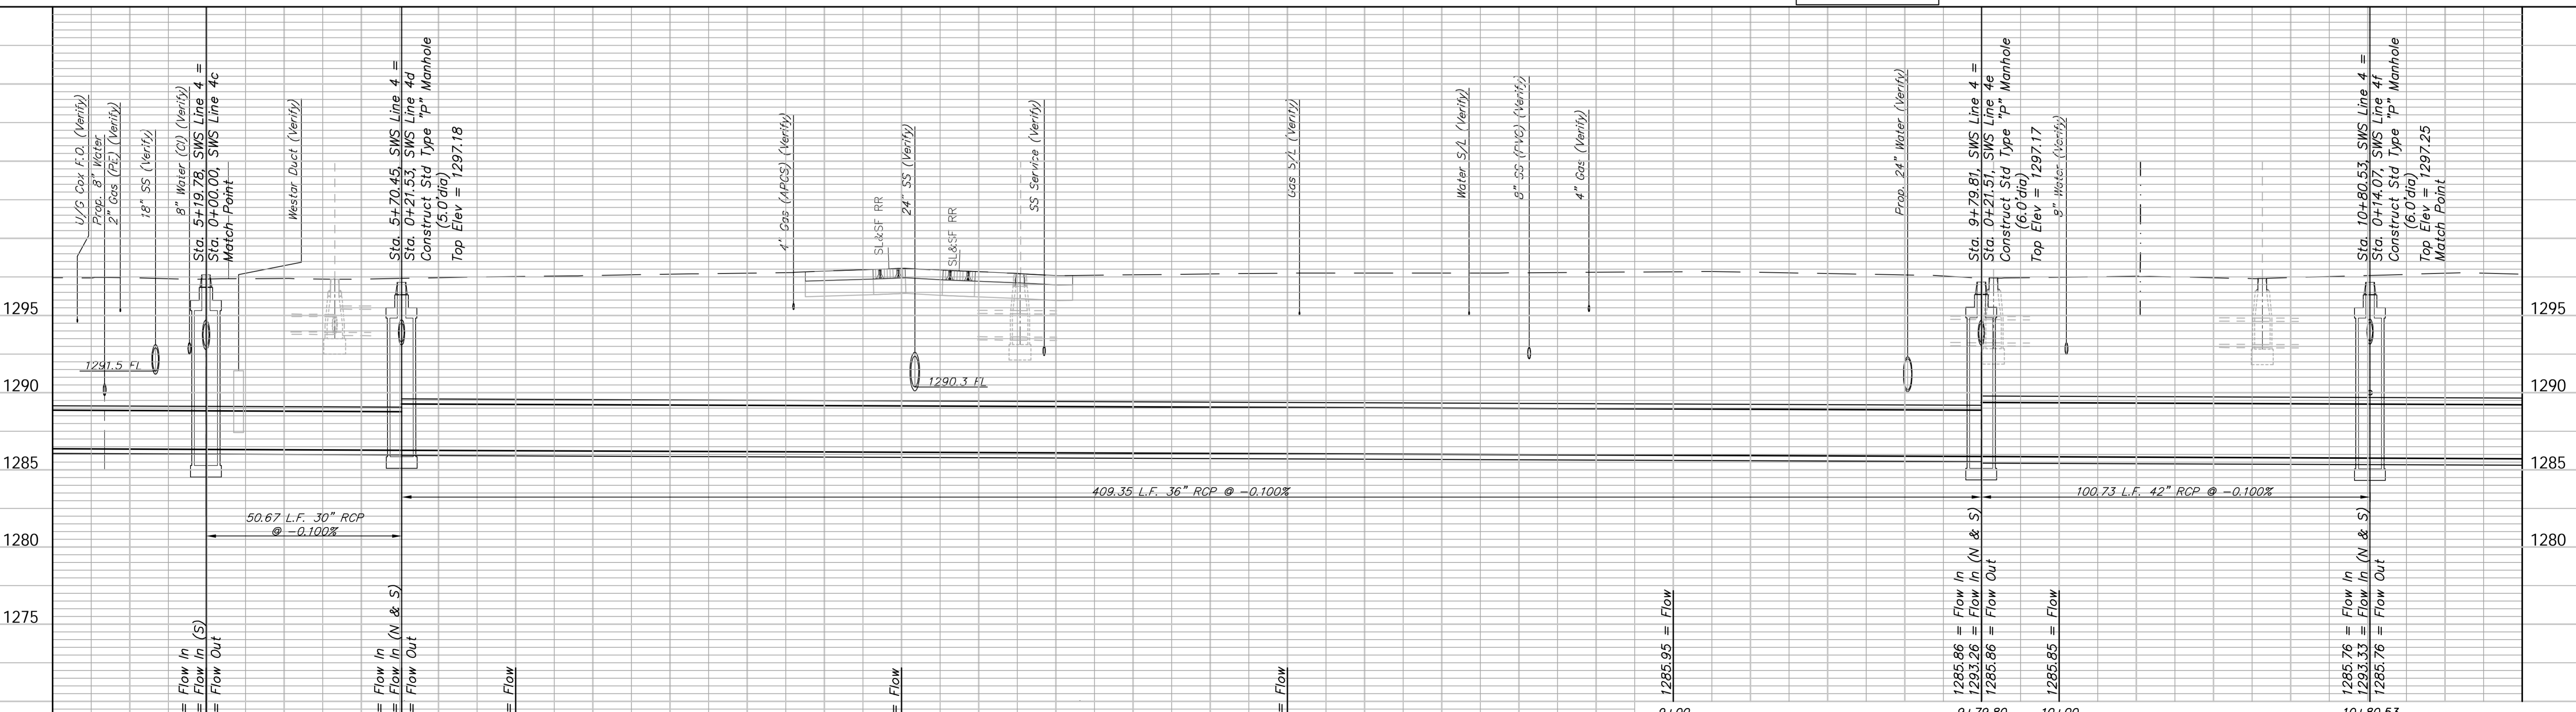 U/G Cox F.O. (Verify)
Prop. 8" Water
2" Gas (PE) (Verify)
18" SS (Verify)
8" Water (CI) (Verify)
Sta. 5+19.78, SWS Line 4 =
Sta. 0+00.00, SWS Line 4c
Match Point
Westar Duct (Verify)
Sta. 5+70.45, SWS Line 4 =
Sta. 0+21.53, SWS Line 4d
Construct Std Type "P" Manhole
(5.0'dia)
Top Elev = 1297.18
4" Gas (APCS) (Verify)
SL&SF RR
24" SS (Verify)
SL&SF RR
SS Service (Verify)
Gas S/L (Verify)
Water S/L (Verify)
8" SS (PVC) (Verify)
4" Gas (Verify)
Prop. 24" Water (Verify)
Sta. 9+79.81, SWS Line 4 =
Sta. 0+21.51, SWS Line 4e
Construct Std Type "P" Manhole
(6.0'dia)
Top Elev = 1297.17
8" Water (Verify)
Sta. 10+80.53, SWS Line 4 =
Sta. 0+14.07, SWS Line 4f
Construct Std Type "P" Manhole
(6.0'dia)
Top Elev = 1297.25
Match Point
1295
1295
1291.5 FL
1290
1290.3 FL
1290
1285
1285
409.35 L.F. 36" RCP @ -0.100%
100.73 L.F. 42" RCP @ -0.100%
50.67 L.F. 30" RCP
@ -0.100%
1280
1280
1275
1275
= Flow In
= Flow In (S)
= Flow Out
= Flow In
= Flow In (N & S)
= Flow Out
= Flow
= Flow
= Flow
1285.95 = Flow
1285.86 = Flow In
1293.26 = Flow In (N & S)
1285.86 = Flow Out
1285.85 = Flow
1285.76 = Flow In
1293.33 = Flow In (N & S)
1285.76 = Flow Out
9+00
9+79.80
10+00
10+80.53